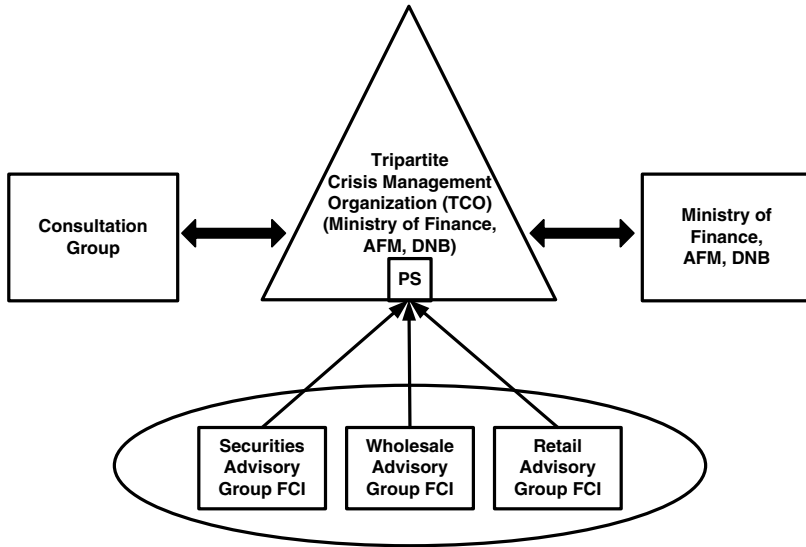 Tripartite
Crisis Management
Organization (TCO)
(Ministry of Finance,
AFM, DNB)
PS
Consultation
Group
Ministry of
Finance,
AFM, DNB
Securities
Advisory
Group FCI
Wholesale
Advisory
Group FCI
Retail
Advisory
Group FCI